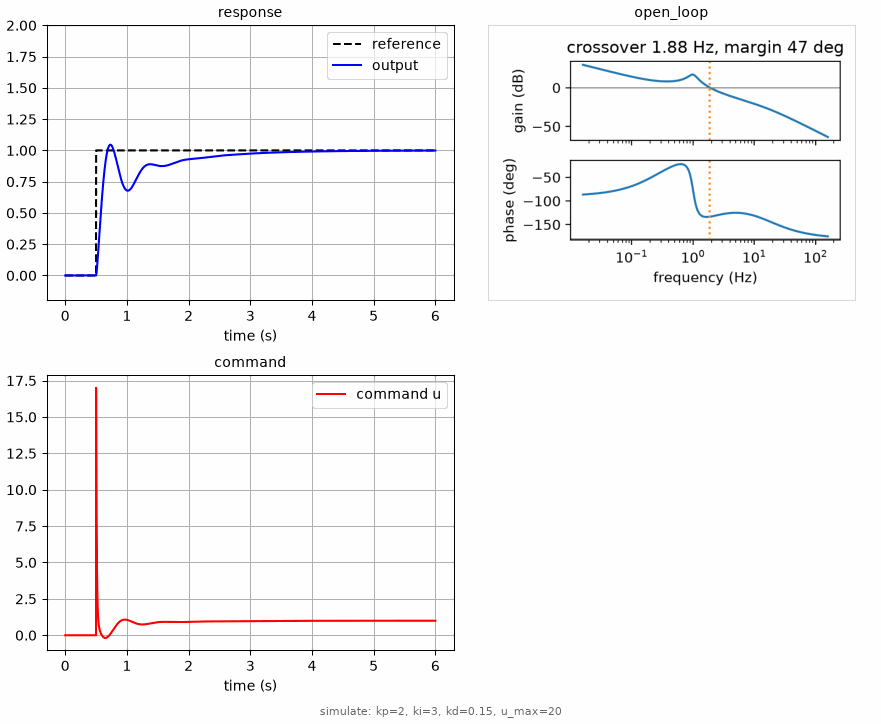 response
2.00
1.75
1.50
1.25
1.00
0.75
0.50
0.25
0.00
reference
output
0 1 2 3 4 5 6
time (s)
open_loop
crossover 1.88 Hz, margin 47 deg
gain (dB)
0
−50
phase (deg)
−50
−100
−150
10⁻¹ 10⁰ 10¹ 10²
frequency (Hz)
command
17.5
15.0
12.5
10.0
7.5
5.0
2.5
0.0
command u
0 1 2 3 4 5 6
time (s)
simulate: kp=2, ki=3, kd=0.15, u_max=20